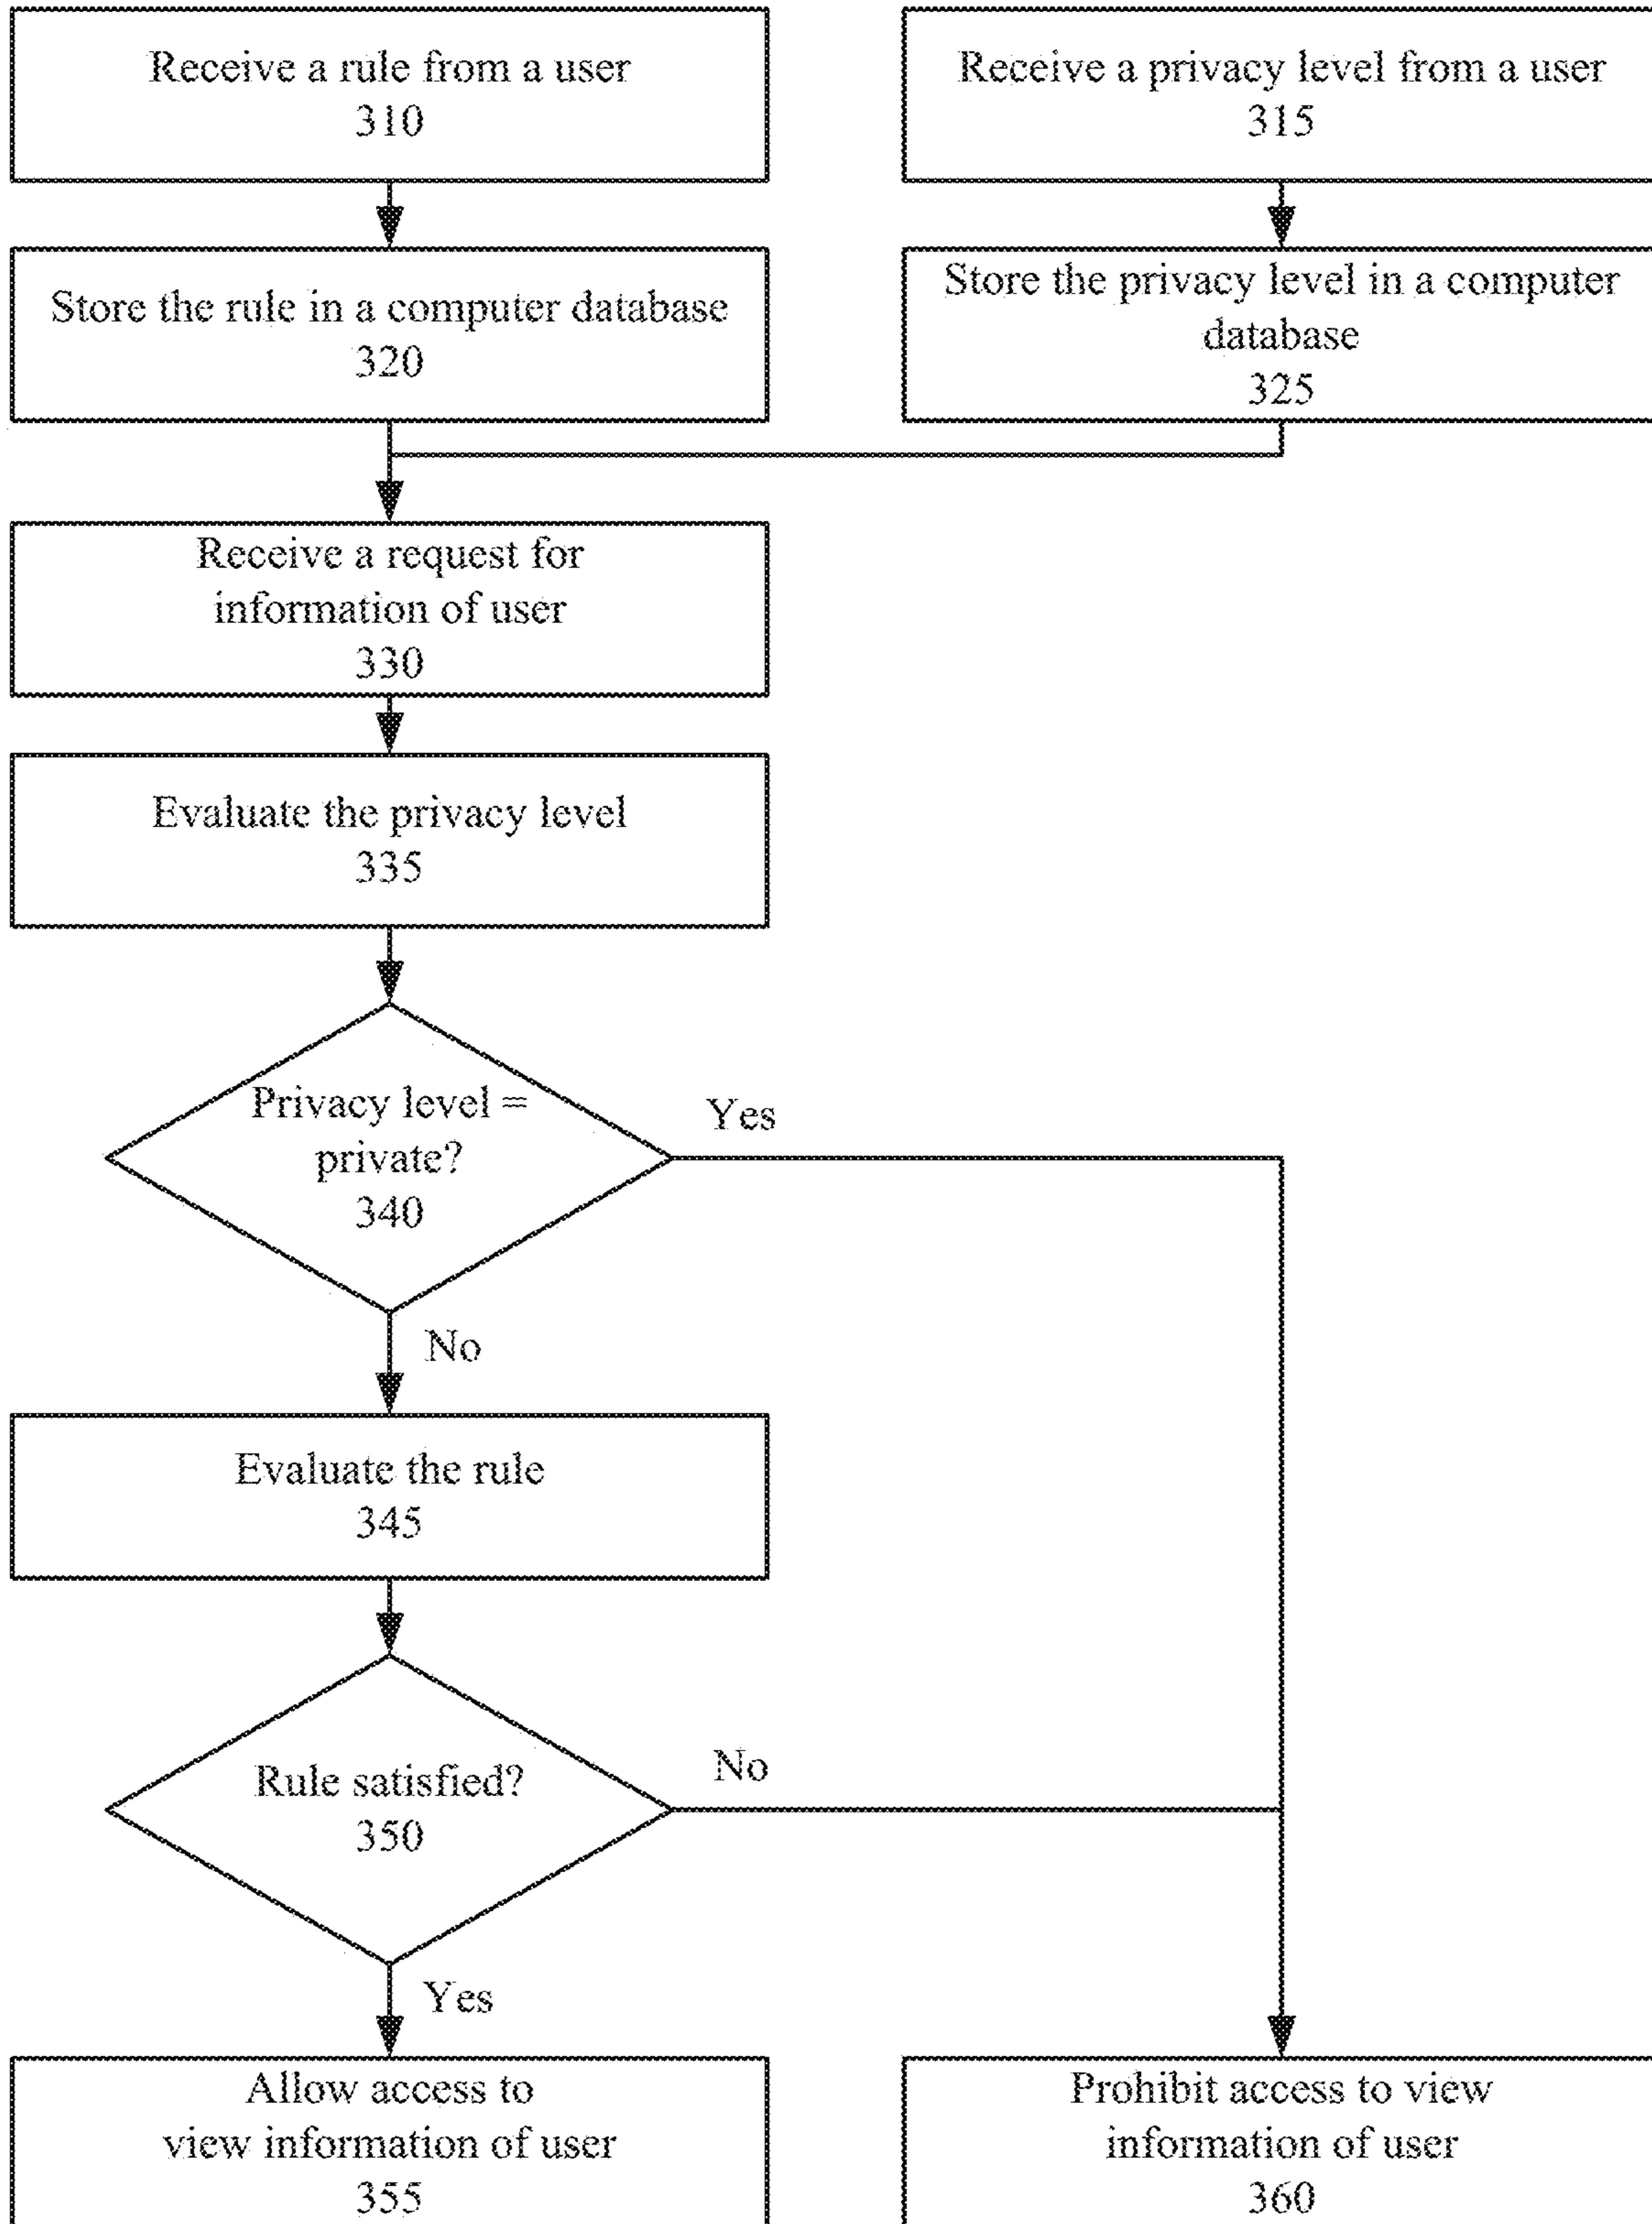 Receive a rule from a user
310
Receive a privacy level from a user
315
Store the rule in a computer database
320
Store the privacy level in a computer
database
325
Receive a request for
information of user
330
Evaluate the privacy level
335
Privacy level =
private?
340
Yes
No
Evaluate the rule
345
Rule satisfied?
350
No
Yes
Allow access to
view information of user
355
Prohibit access to view
information of user
360